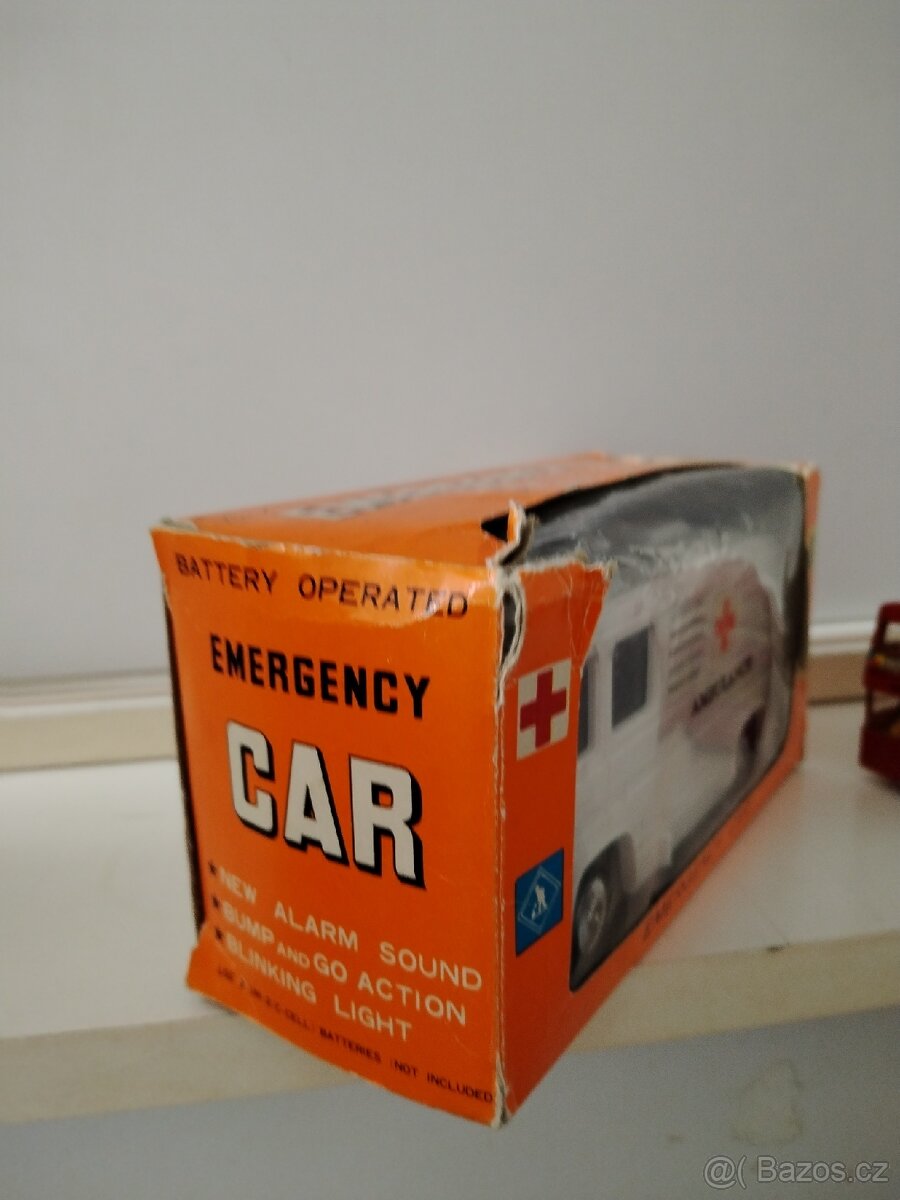 BATTERY OPERATED
EMERGENCY
CAR
★NEW ALARM SOUND
★BUMP AND GO ACTION
★BLINKING LIGHT
BATTERIES (NOT INCLUDED)
AMBULANCE
@( Bazos.cz